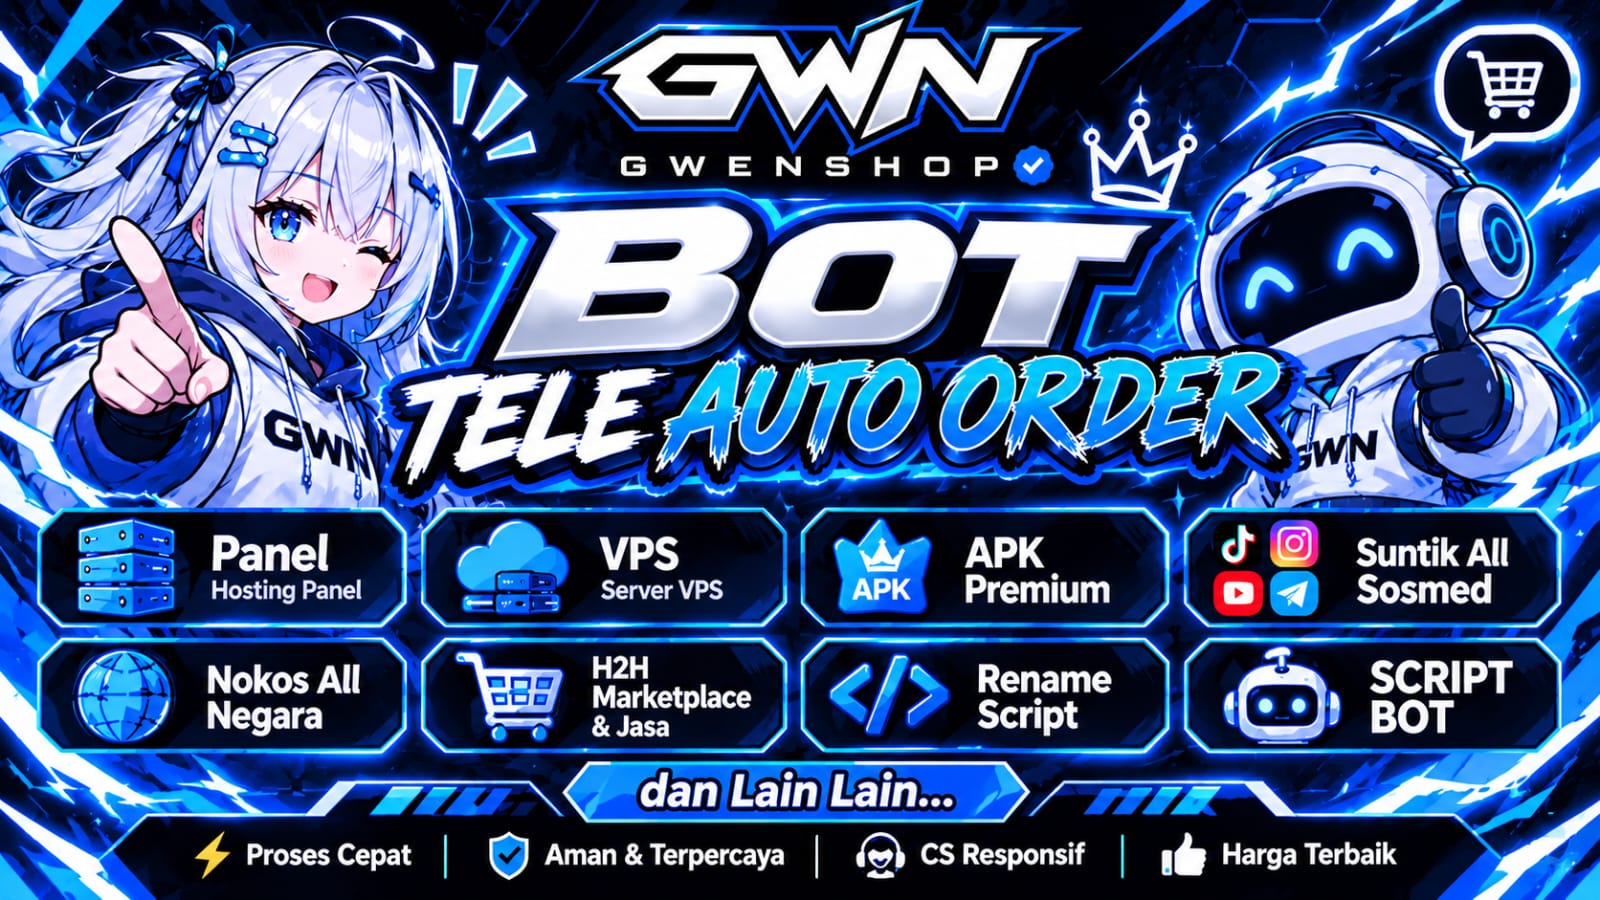 GWN
GWENSHOP
BOT
TELE AUTO ORDER
GWN
GWN
Panel
Hosting Panel
VPS
Server VPS
APK
APK
Premium
Suntik All
Sosmed
Nokos All
Negara
H2H
Marketplace
& Jasa
</>
Rename
Script
SCRIPT
BOT
dan Lain Lain...
Proses Cepat
Aman & Terpercaya
CS Responsif
Harga Terbaik